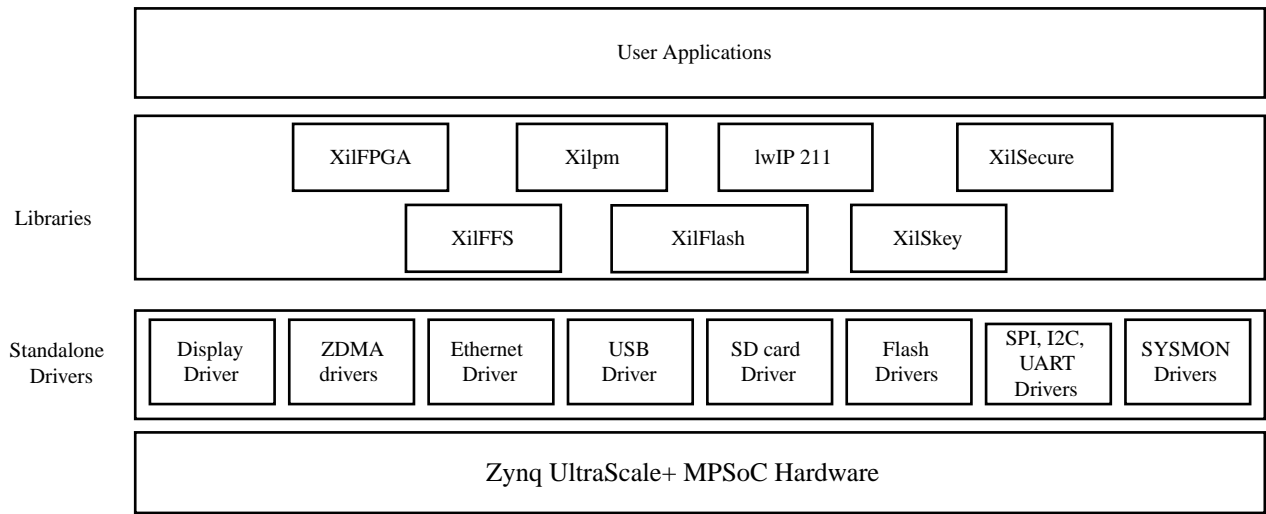 User Applications
XilFPGA
Xilpm
lwIP 211
XilSecure
Libraries
XilFFS
XilFlash
XilSkey
Standalone
Drivers
Display
Driver
ZDMA
drivers
Ethernet
Driver
USB
Driver
SD card
Driver
Flash
Drivers
SPI, I2C,
UART
Drivers
SYSMON
Drivers
Zynq UltraScale+ MPSoC Hardware